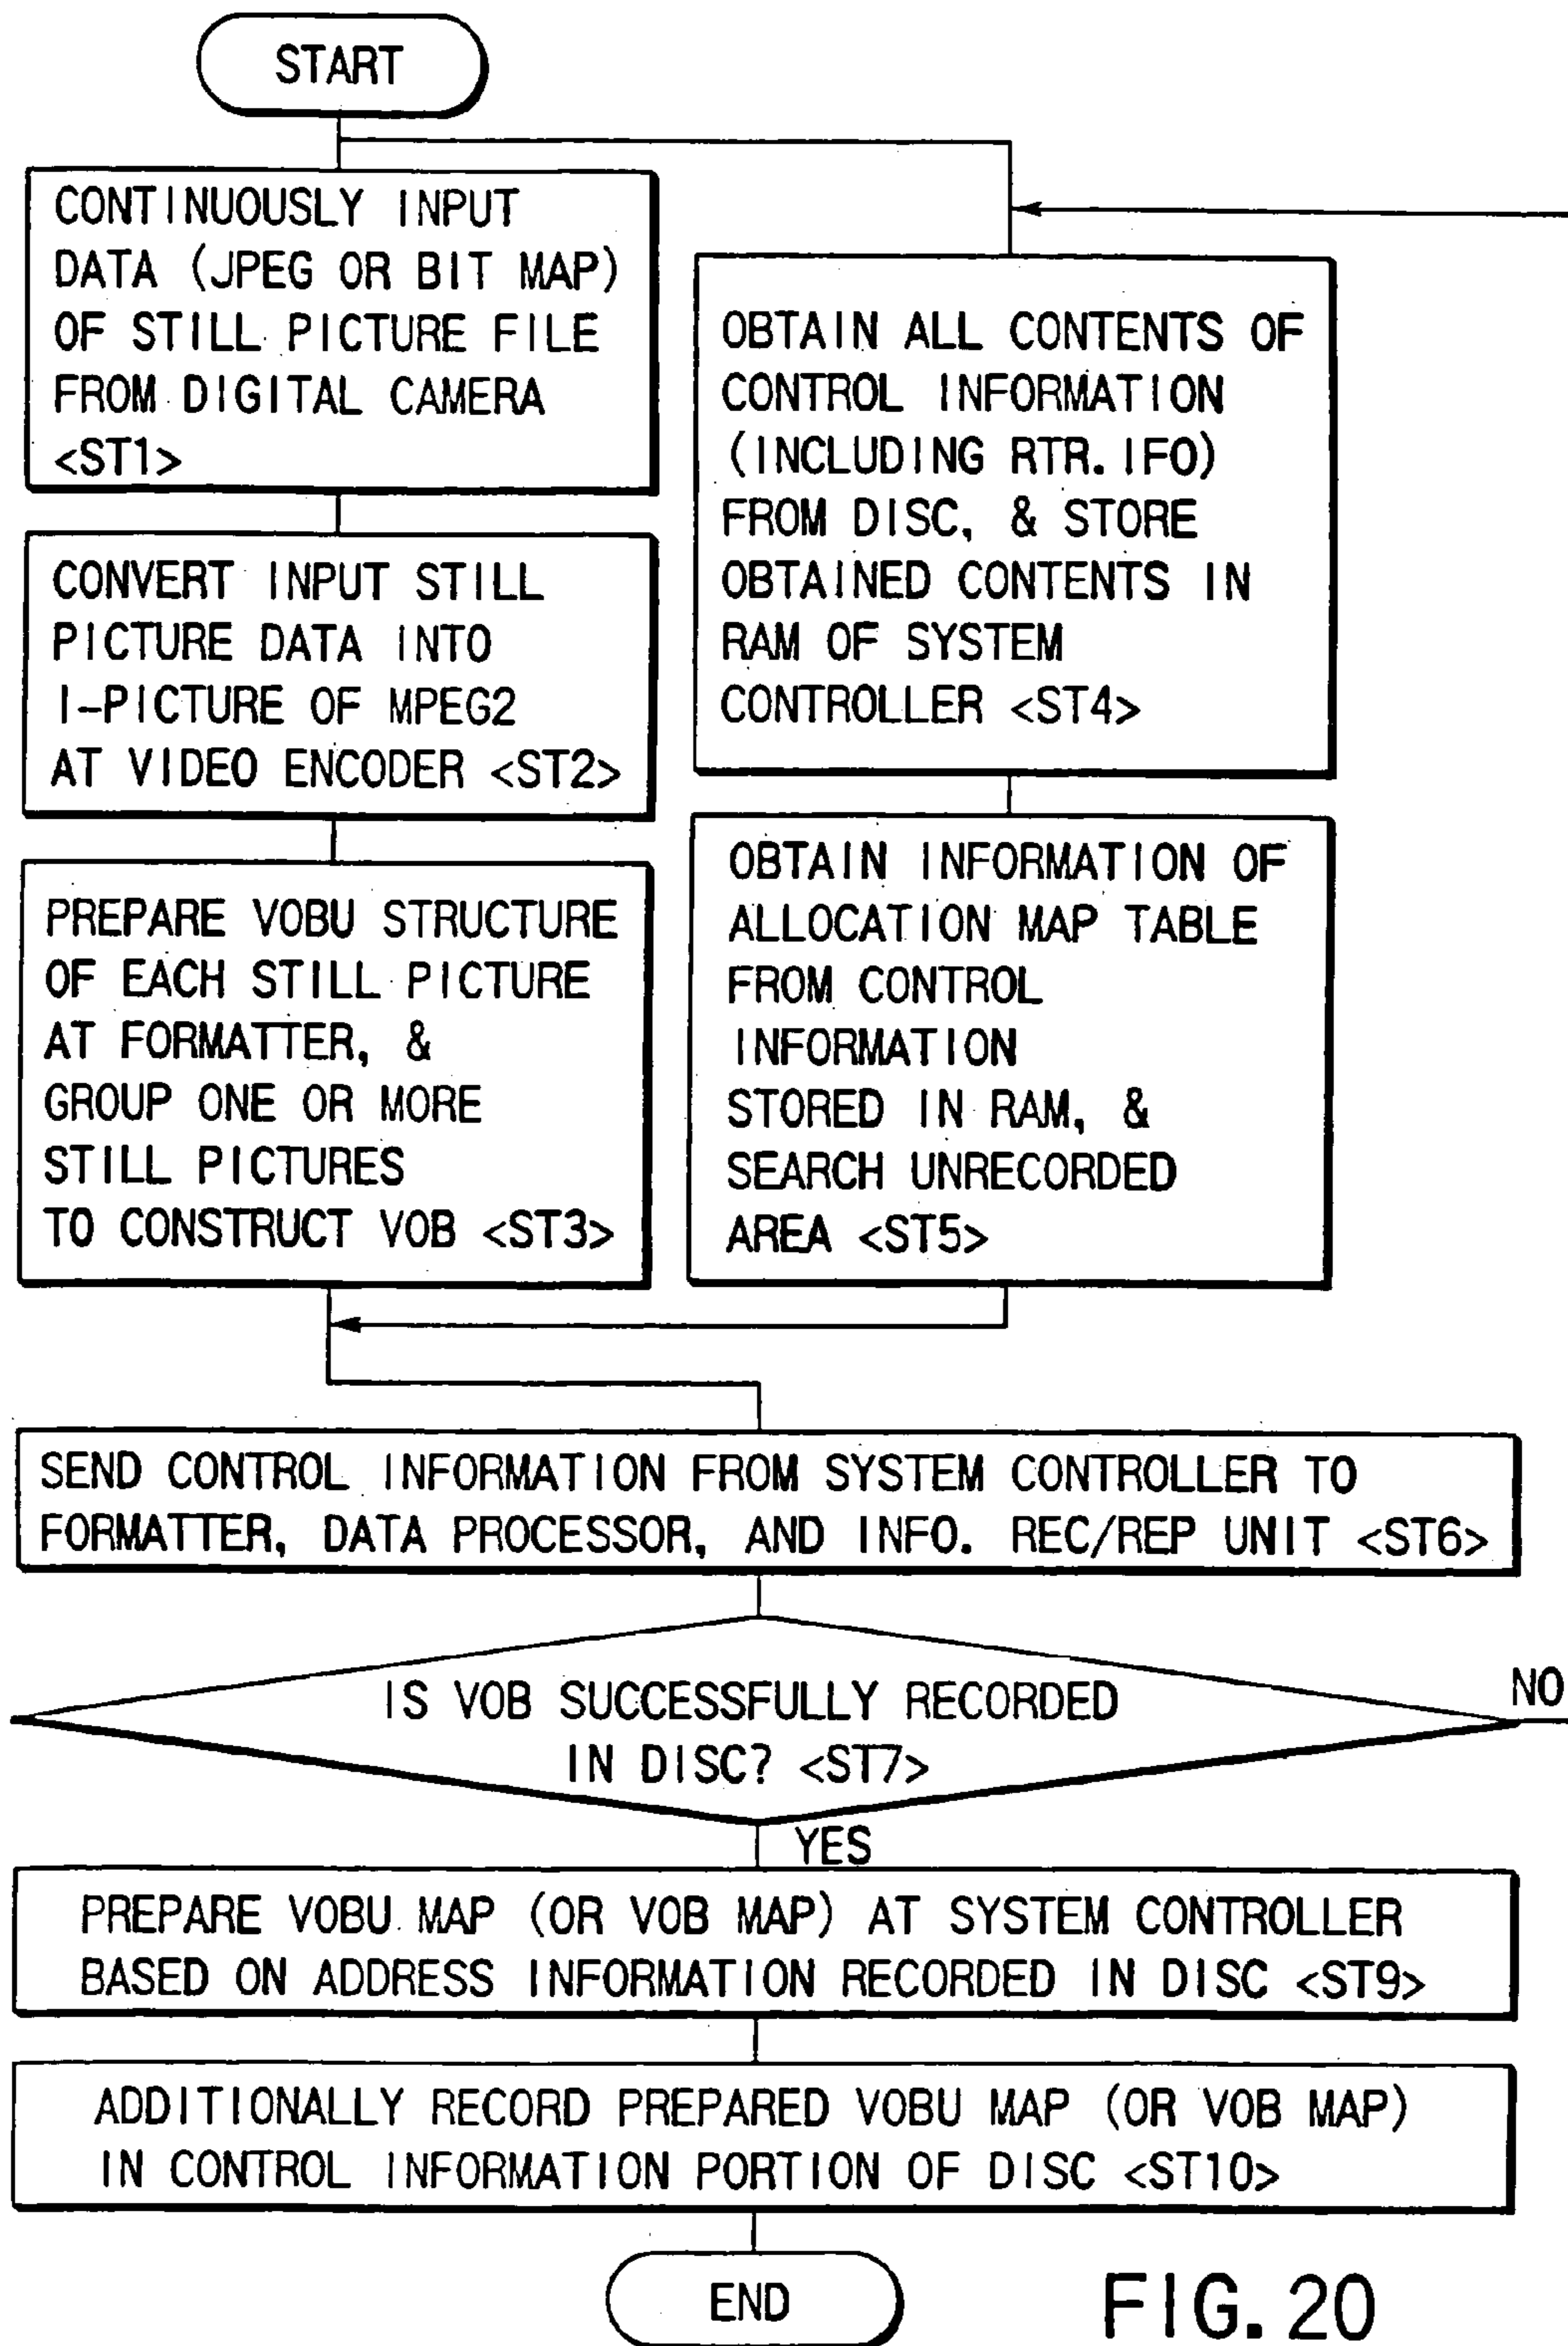 START
CONTINUOUSLY INPUT
DATA (JPEG OR BIT MAP)
OF STILL PICTURE FILE
FROM DIGITAL CAMERA
<ST1>
CONVERT INPUT STILL
PICTURE DATA INTO
I-PICTURE OF MPEG2
AT VIDEO ENCODER <ST2>
PREPARE VOBU STRUCTURE
OF EACH STILL PICTURE
AT FORMATTER, &
GROUP ONE OR MORE
STILL PICTURES
TO CONSTRUCT VOB <ST3>
OBTAIN ALL CONTENTS OF
CONTROL INFORMATION
(INCLUDING RTR. IFO)
FROM DISC, & STORE
OBTAINED CONTENTS IN
RAM OF SYSTEM
CONTROLLER <ST4>
OBTAIN INFORMATION OF
ALLOCATION MAP TABLE
FROM CONTROL
INFORMATION
STORED IN RAM, &
SEARCH UNRECORDED
AREA <ST5>
SEND CONTROL INFORMATION FROM SYSTEM CONTROLLER TO
FORMATTER, DATA PROCESSOR, AND INFO. REC/REP UNIT <ST6>
IS VOB SUCCESSFULLY RECORDED
IN DISC? <ST7>
NO
YES
PREPARE VOBU MAP (OR VOB MAP) AT SYSTEM CONTROLLER
BASED ON ADDRESS INFORMATION RECORDED IN DISC <ST9>
ADDITIONALLY RECORD PREPARED VOBU MAP (OR VOB MAP)
IN CONTROL INFORMATION PORTION OF DISC <ST10>
END
FIG. 20